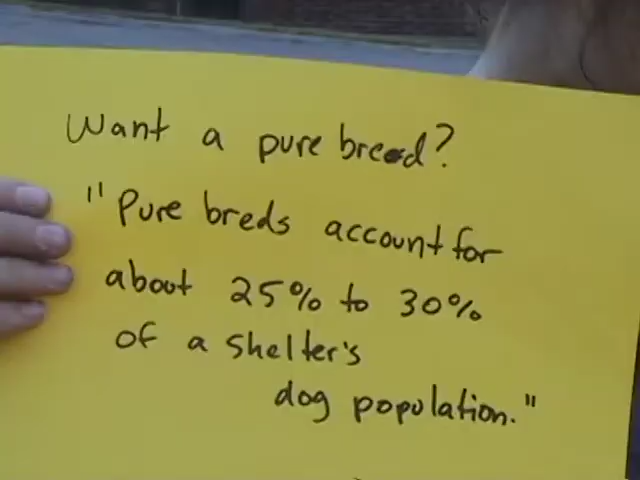 Want a pure breed?
"Pure breds account for
about 25% to 30%
of a shelter's
dog population."